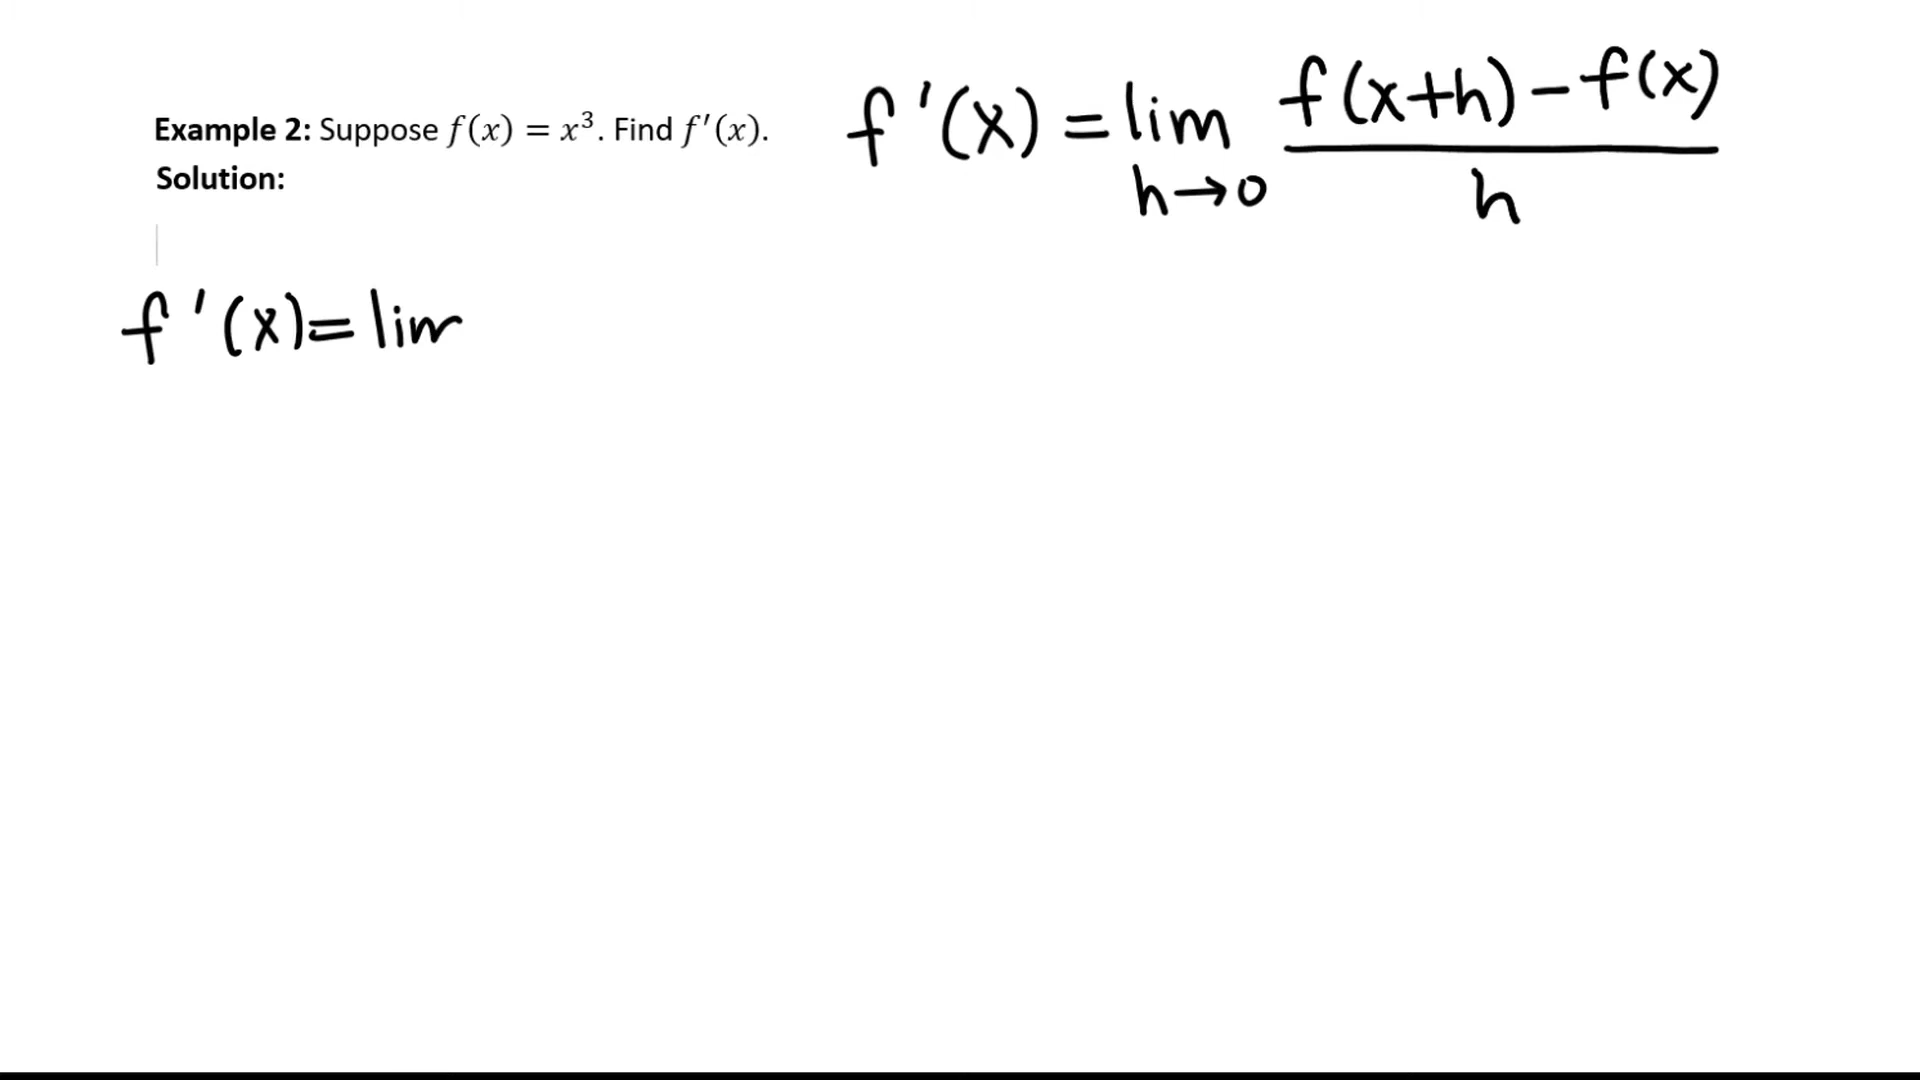 Example 2: Suppose f(x) = x³. Find f′(x).
Solution:
f'(x) = lim h→0 f(x+h) – f(x) / h
f'(x) = lim